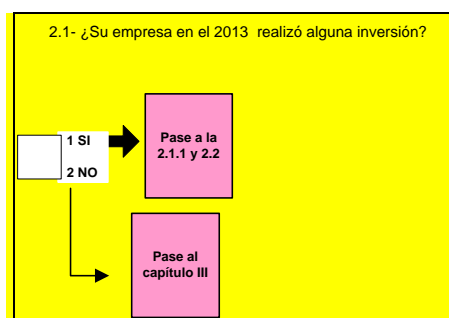 2.1- ¿Su empresa en el 2013 realizó alguna inversión?
1 SI
2 NO
Pase a la
2.1.1 y 2.2
Pase al
capítulo III